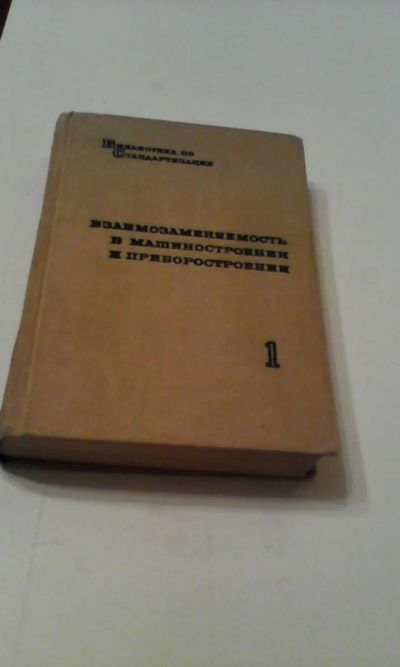 Библиотека по
Стандартизации
ВЗАИМОЗАМЕНЯЕМОСТЬ
В МАШИНОСТРОЕНИИ
И ПРИБОРОСТРОЕНИИ
1